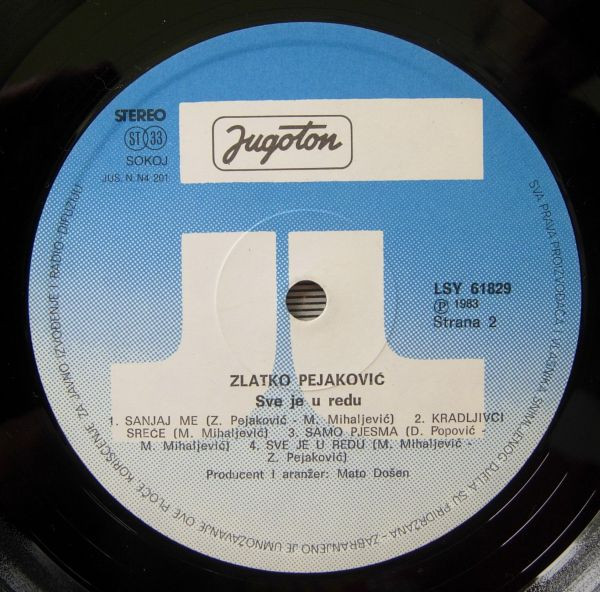 STEREO
ST 33
SOKOJ
JUS. N. N4 201
Jugoton
LSY 61829
Ⓟ 1983
Strana 2
ZLATKO PEJAKOVIĆ
Sve je u redu
1. SANJAJ ME (Z. Pejaković - M. Mihaljević) 2. KRADLJIVCI
SREĆE (M. Mihaljević) 3. SAMO PJESMA (D. Popović -
M. Mihaljević) 4. SVE JE U REDU (M. Mihaljević -
Z. Pejaković)
Producent i aranžer: Mato Došen
SVA PRAVA PROIZVOĐAČA I VLASNIKA SNIMLJENOG DJELA SU PRIDRŽANA - ZABRANJENO JE UMNOŽAVANJE OVE PLOČE, KORIŠĆENJE ZA JAVNO IZVOĐENJE I RADIO-DIFUZIJU